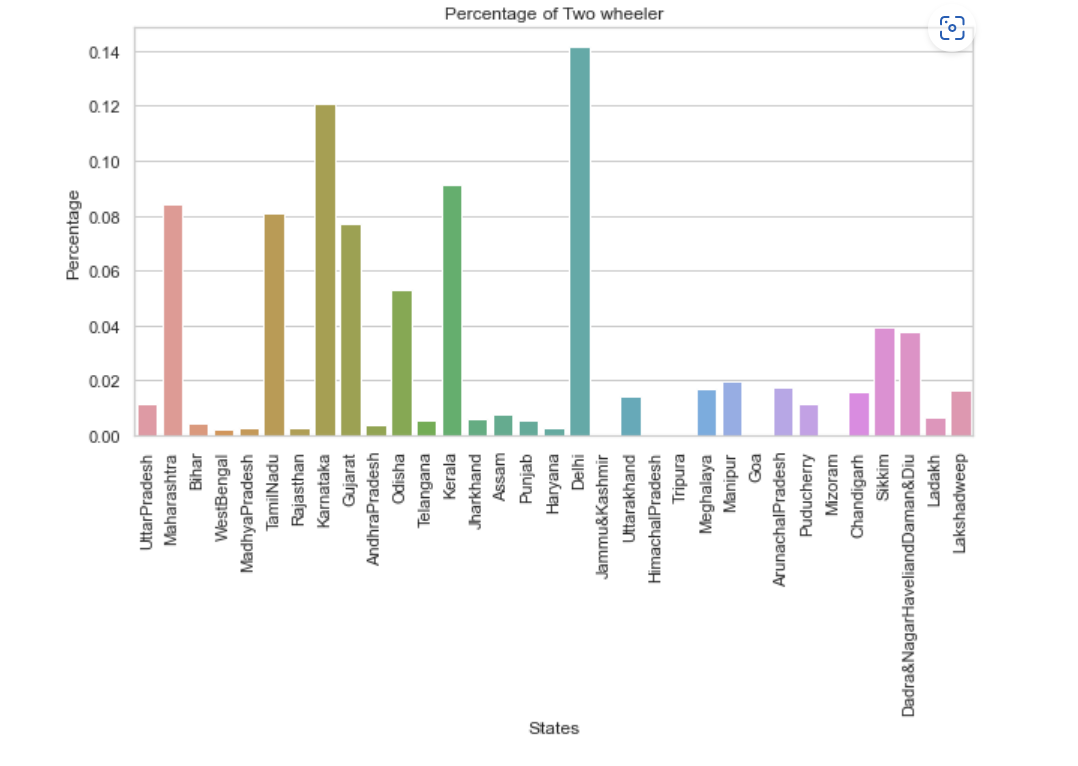 Percentage of Two wheeler
Percentage
0.14
0.12
0.10
0.08
0.06
0.04
0.02
0.00
UttarPradesh
Maharashtra
Bihar
WestBengal
MadhyaPradesh
TamilNadu
Rajasthan
Karnataka
Gujarat
AndhraPradesh
Odisha
Telangana
Kerala
Jharkhand
Assam
Punjab
Haryana
Delhi
Jammu&Kashmir
Uttarakhand
HimachalPradesh
Tripura
Meghalaya
Manipur
Goa
ArunachalPradesh
Puducherry
Mizoram
Chandigarh
Sikkim
Dadra&NagarHaveliandDaman&Diu
Ladakh
Lakshadweep
States